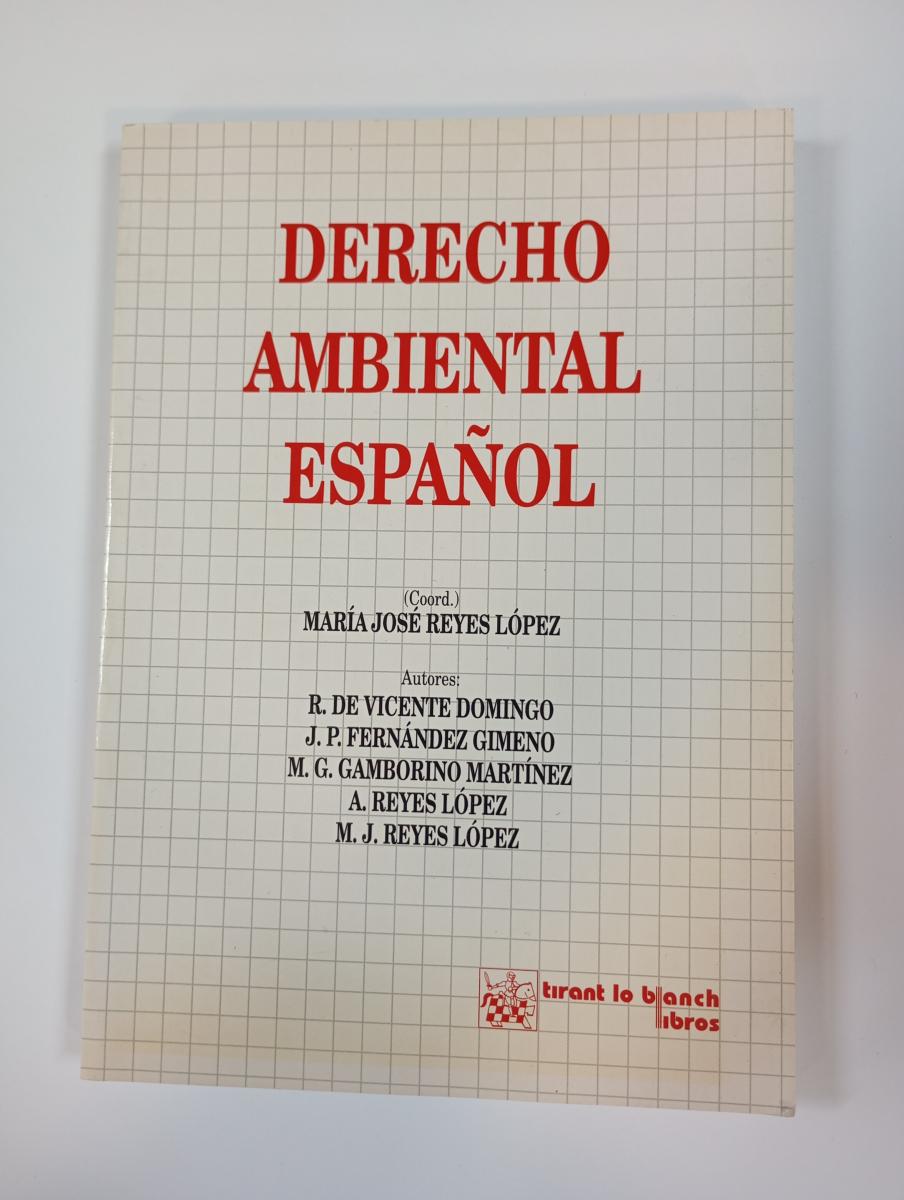 DERECHO
AMBIENTAL
ESPAÑOL
(Coord.)
MARÍA JOSÉ REYES LÓPEZ
Autores:
R. DE VICENTE DOMINGO
J. P. FERNÁNDEZ GIMENO
M. G. GAMBORINO MARTÍNEZ
A. REYES LÓPEZ
M. J. REYES LÓPEZ
tirant lo blanch
libros